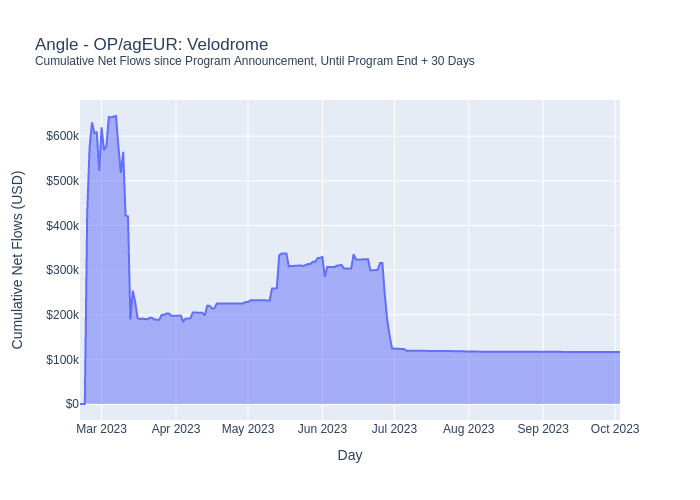 Angle - OP/agEUR: Velodrome
Cumulative Net Flows since Program Announcement, Until Program End + 30 Days
Cumulative Net Flows (USD)
$600k
$500k
$400k
$300k
$200k
$100k
$0
Mar 2023 Apr 2023 May 2023 Jun 2023 Jul 2023 Aug 2023 Sep 2023 Oct 2023
Day